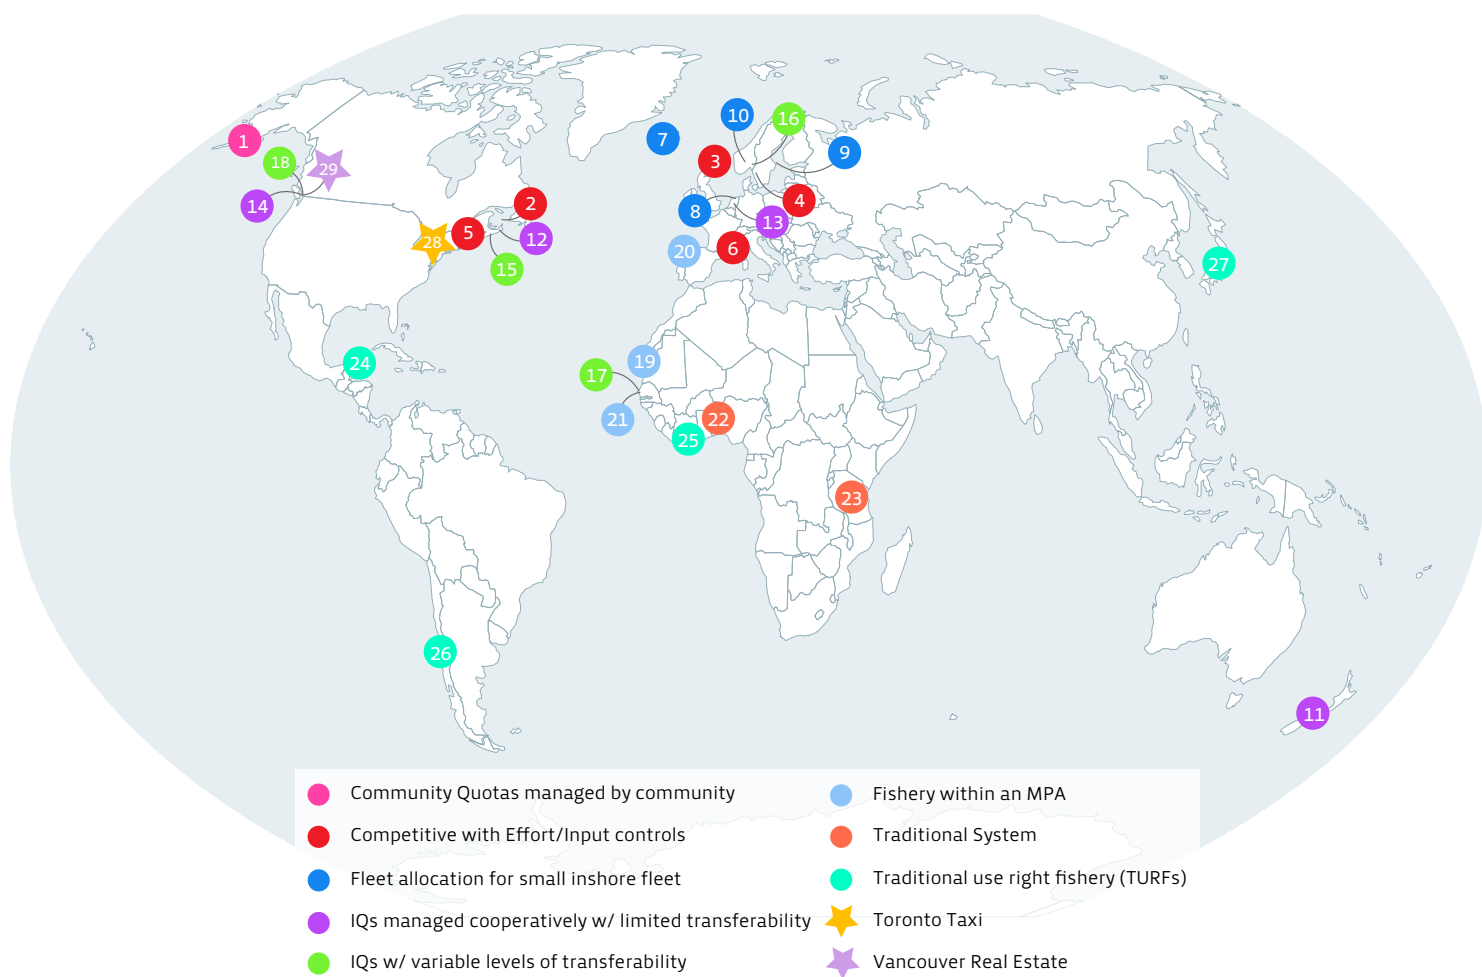 10
16
7
9
1
3
18
29
4
14
2
8
13
5
12
28
6
20
15
27
24
19
17
21
22
25
23
26
11
Community Quotas managed by community
Competitive with Effort/Input controls
Fleet allocation for small inshore fleet
IQs managed cooperatively w/ limited transferability
IQs w/ variable levels of transferability
Fishery within an MPA
Traditional System
Traditional use right fishery (TURFs)
Toronto Taxi
Vancouver Real Estate